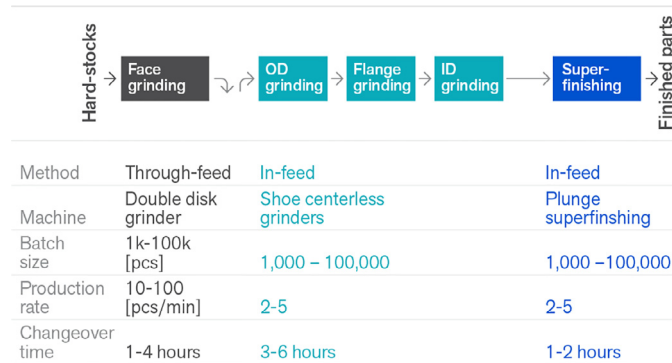 Hard-stocks
Face
grinding
OD
grinding
Flange
grinding
ID
grinding
Super-
finishing
Finished parts
Method Through-feed In-feed In-feed
Machine Double disk
grinder Shoe centerless
grinders Plunge
superfinshing
Batch
size 1k-100k
[pcs] 1,000 – 100,000 1,000 –100,000
Production
rate 10-100
[pcs/min] 2-5 2-5
Changeover
time 1-4 hours 3-6 hours 1-2 hours